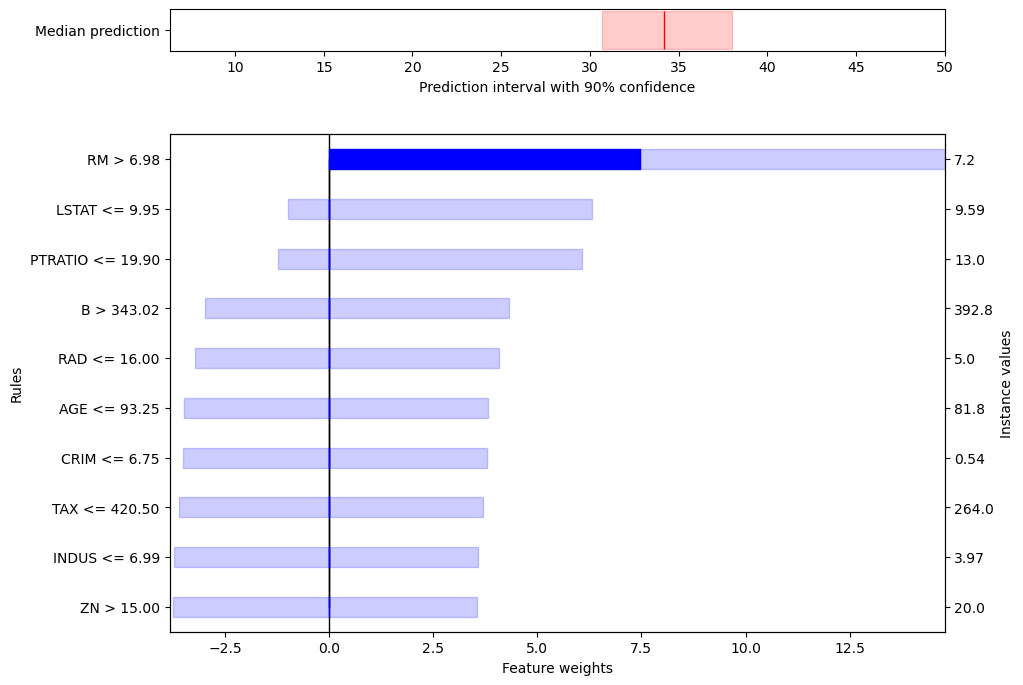 Median prediction
10 15 20 25 30 35 40 45 50
Prediction interval with 90% confidence
Rules
RM > 6.98 7.2
LSTAT <= 9.95 9.59
PTRATIO <= 19.90 13.0
B > 343.02 392.8
RAD <= 16.00 5.0
AGE <= 93.25 81.8
CRIM <= 6.75 0.54
TAX <= 420.50 264.0
INDUS <= 6.99 3.97
ZN > 15.00 20.0
Instance values
−2.5 0.0 2.5 5.0 7.5 10.0 12.5
Feature weights